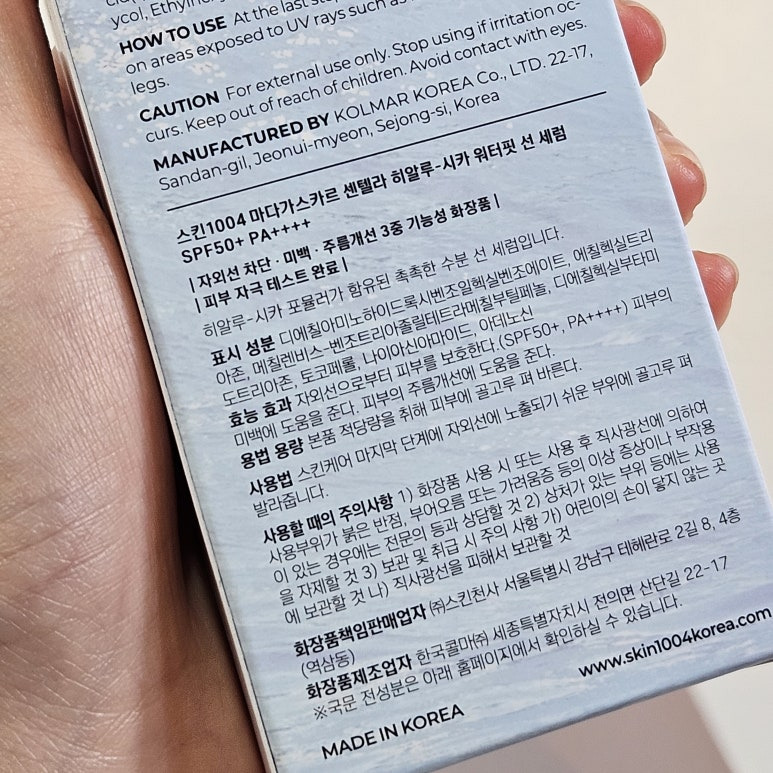 ycol, Ethylhex
HOW TO USE At the last step
on areas exposed to UV rays such as
legs.
CAUTION For external use only. Stop using if irritation oc-
curs. Keep out of reach of children. Avoid contact with eyes.
MANUFACTURED BY KOLMAR KOREA Co., LTD. 22-17,
Sandan-gil, Jeonui-myeon, Sejong-si, Korea
스킨1004 마다가스카르 센텔라 히알루-시카 워터핏 선 세럼
SPF50+ PA++++
| 자외선 차단 · 미백 · 주름개선 3중 기능성 화장품 |
| 피부 자극 테스트 완료 |
히알루-시카 포뮬러가 함유된 촉촉한 수분 선 세럼입니다.
표시 성분 디에칠아미노하이드록시벤조일헥실벤조에이트, 에칠헥실트리
아존, 메칠렌비스-벤즈트리아졸릴테트라메칠부틸페놀, 디에칠헥실부타미
도트리아존, 토코페롤, 나이아신아마이드, 아데노신
효능 효과 자외선으로부터 피부를 보호한다.(SPF50+, PA++++) 피부의
미백에 도움을 준다. 피부의 주름개선에 도움을 준다.
용법 용량 본품 적당량을 취해 피부에 골고루 펴 바른다.
사용법 스킨케어 마지막 단계에 자외선에 노출되기 쉬운 부위에 골고루 펴
발라줍니다.
사용할 때의 주의사항 1) 화장품 사용 시 또는 사용 후 직사광선에 의하여
사용부위가 붉은 반점, 부어오름 또는 가려움증 등의 이상 증상이나 부작용
이 있는 경우에는 전문의 등과 상담할 것 2) 상처가 있는 부위 등에는 사용
을 자제할 것 3) 보관 및 취급 시 주의 사항 가) 어린이의 손이 닿지 않는 곳
에 보관할 것 나) 직사광선을 피해서 보관할 것
화장품책임판매업자 ㈜스킨천사 서울특별시 강남구 테헤란로 2길 8, 4층
(역삼동)
화장품제조업자 한국콜마㈜ 세종특별자치시 전의면 산단길 22-17
※국문 전성분은 아래 홈페이지에서 확인하실 수 있습니다.
www.skin1004korea.com
MADE IN KOREA